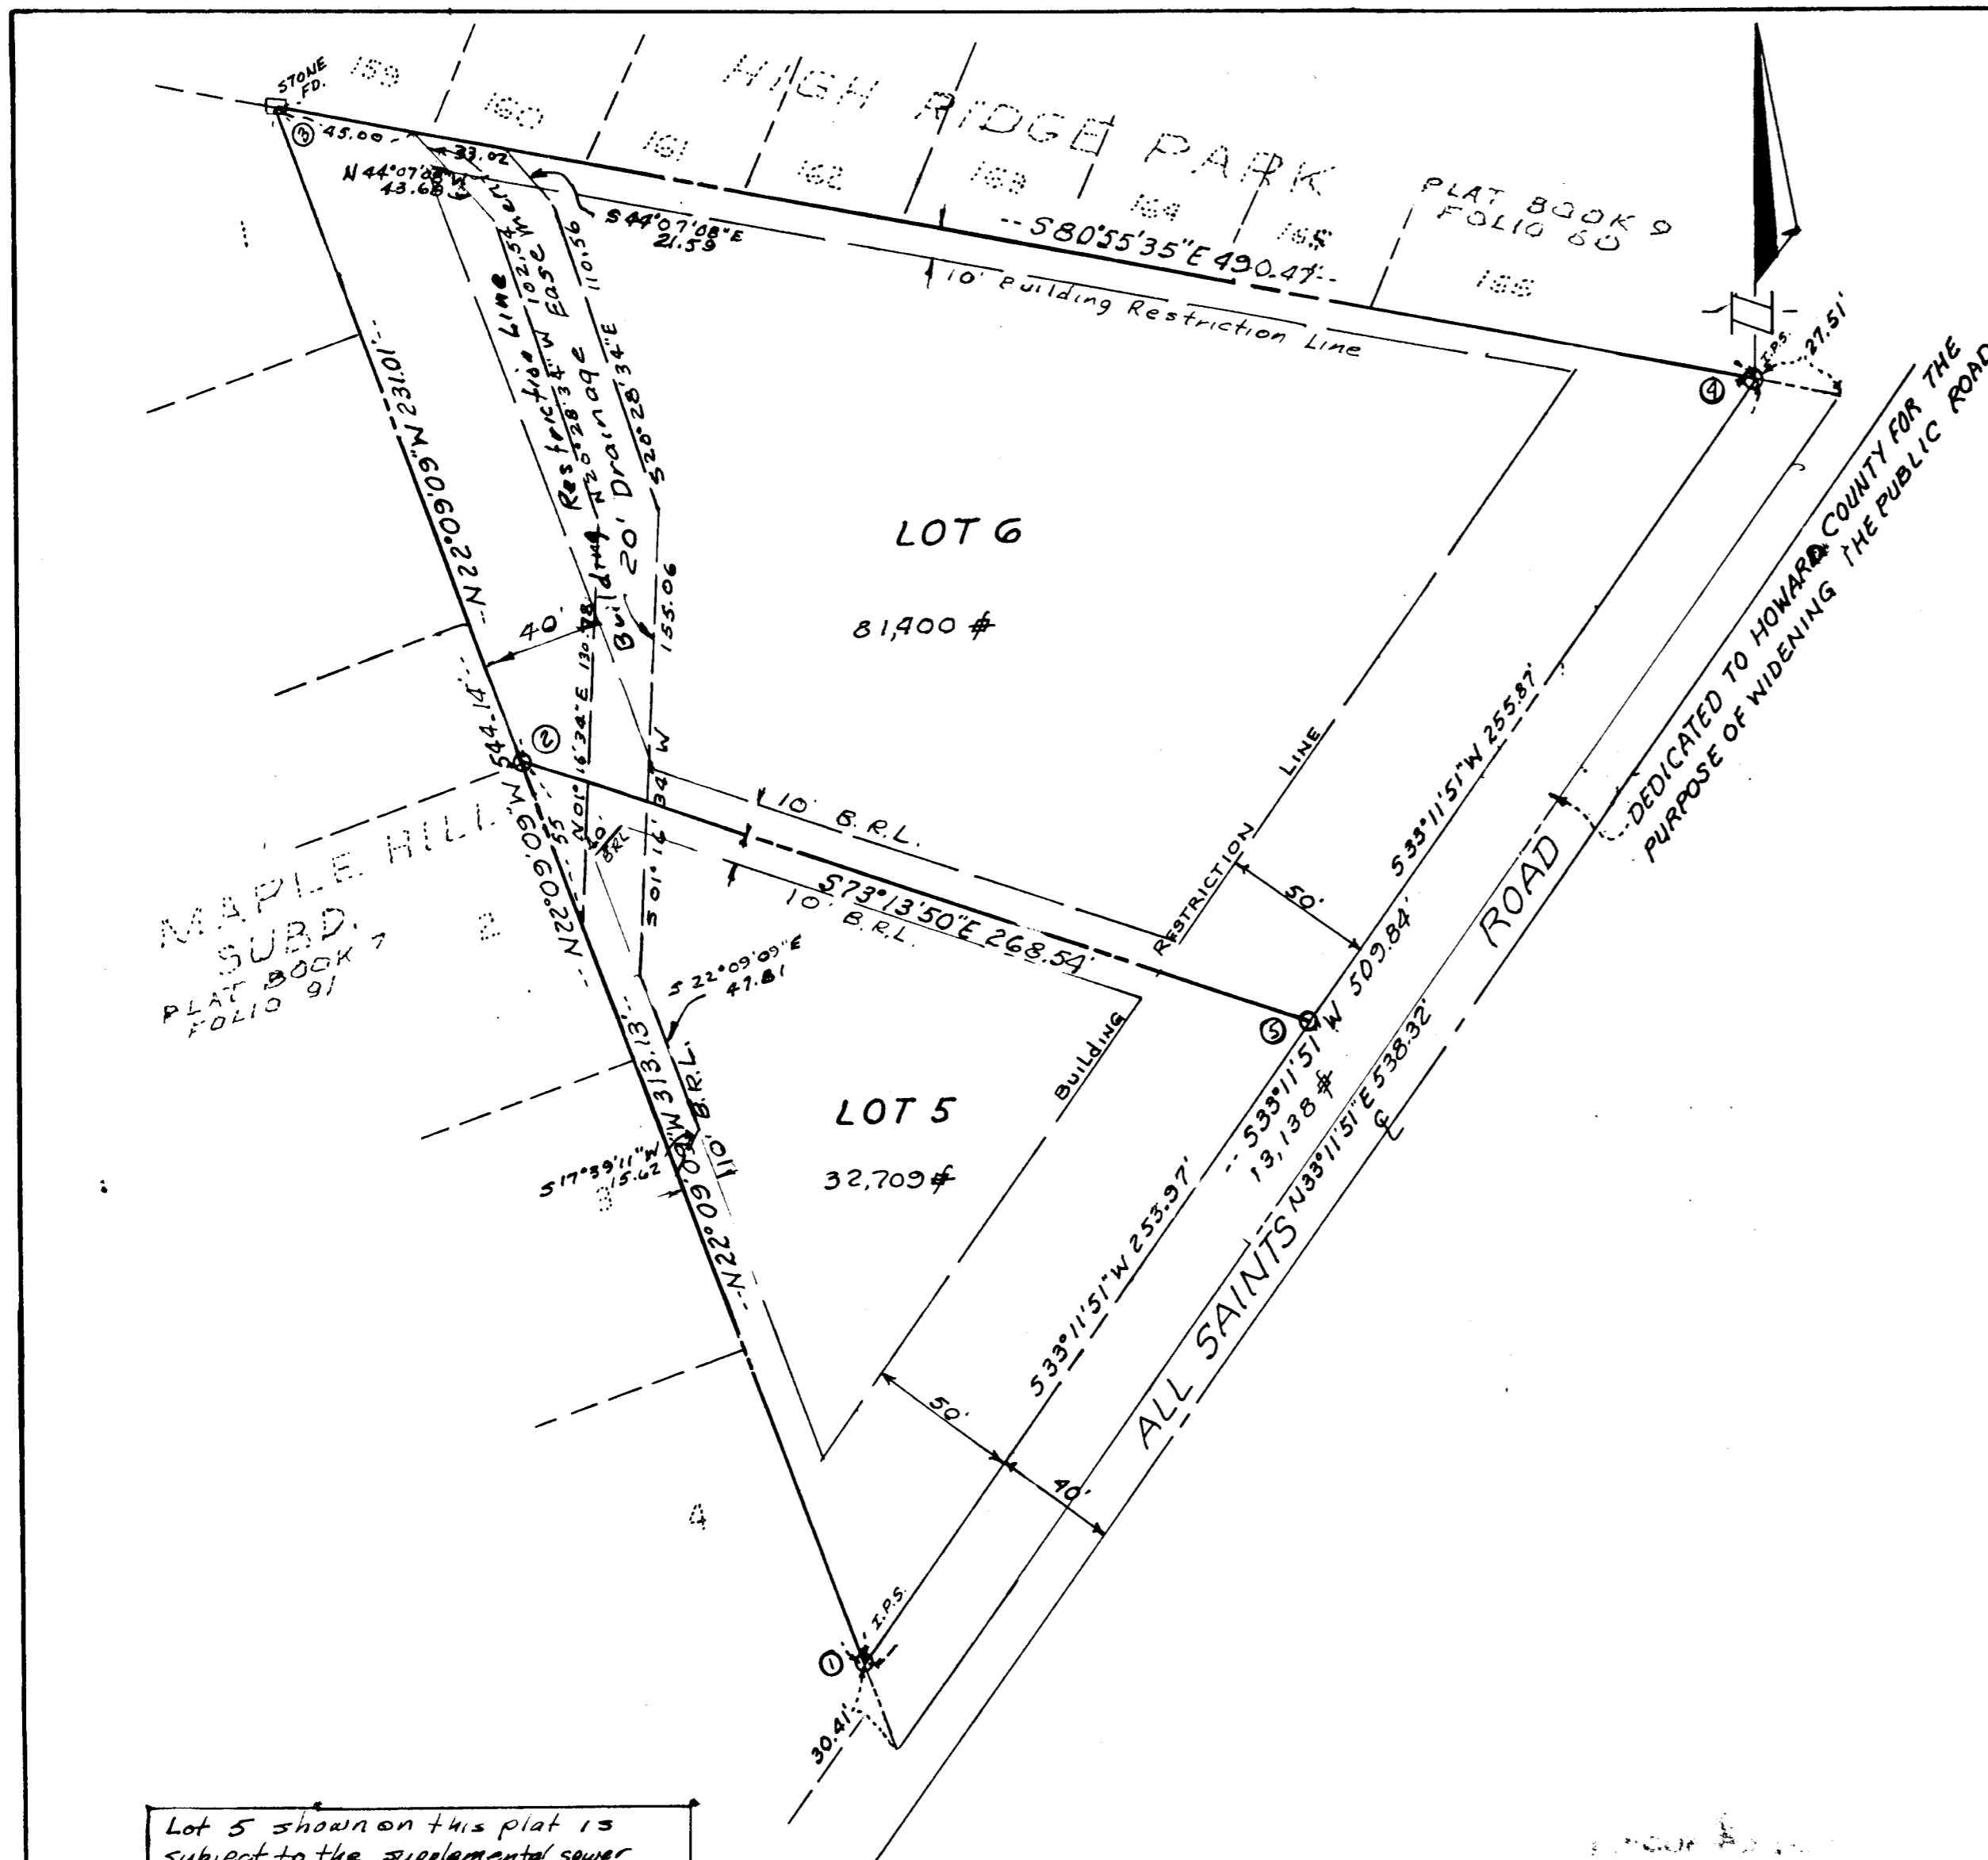 STONE
FD.
159
160
161
162
163
164
165
166
HIGH RIDGE PARK
PLAT BOOK 9
FOLIO 60
③
45.00
33.02
N 44°07'08" W
43.68
S 44°07'08" E
21.59
S 80°55'35" E 490.47'
10' Building Restriction Line
④
I.P.S.
27.51'
DEDICATED TO HOWARD COUNTY FOR THE
PURPOSE OF WIDENING THE PUBLIC ROAD
1
Building Restriction Line
N 20°28'34" W 102.54
20' Drainage Easement
S 20°28'34" E 110.56
N 22°09'09" W 231.01'
LOT 6
81,400 #
155.06
S 01°16'34 W
N 01°16'34" E 130.78
40'
②
544.14'
N 22°09'09" W
55
10'
BRL
10' B.R.L.
S 73°13'50" E 268.54'
10' B.R.L.
Building
RESTRICTION
LINE
50'
S 33°11'51" W 255.87'
MAPLE HILL
SUBD.
PLAT BOOK 7
FOLIO 91
2
S 22°09'09" E
47.81
⑤
S 33°11'51" W 509.84'
13,138 #
LOT 5
32,709 #
N 22°09'09" W 313.13'
10' B.R.L.
S 17°39'11" W
15.62
3
S 33°11'51" W 253.97'
N 33°11'51" E 538.32'
ALL SAINTS ROAD
50'
40'
4
①
I.P.S.
30.41'
Lot 5 shown on this plat is
subject to the supplemental sewer